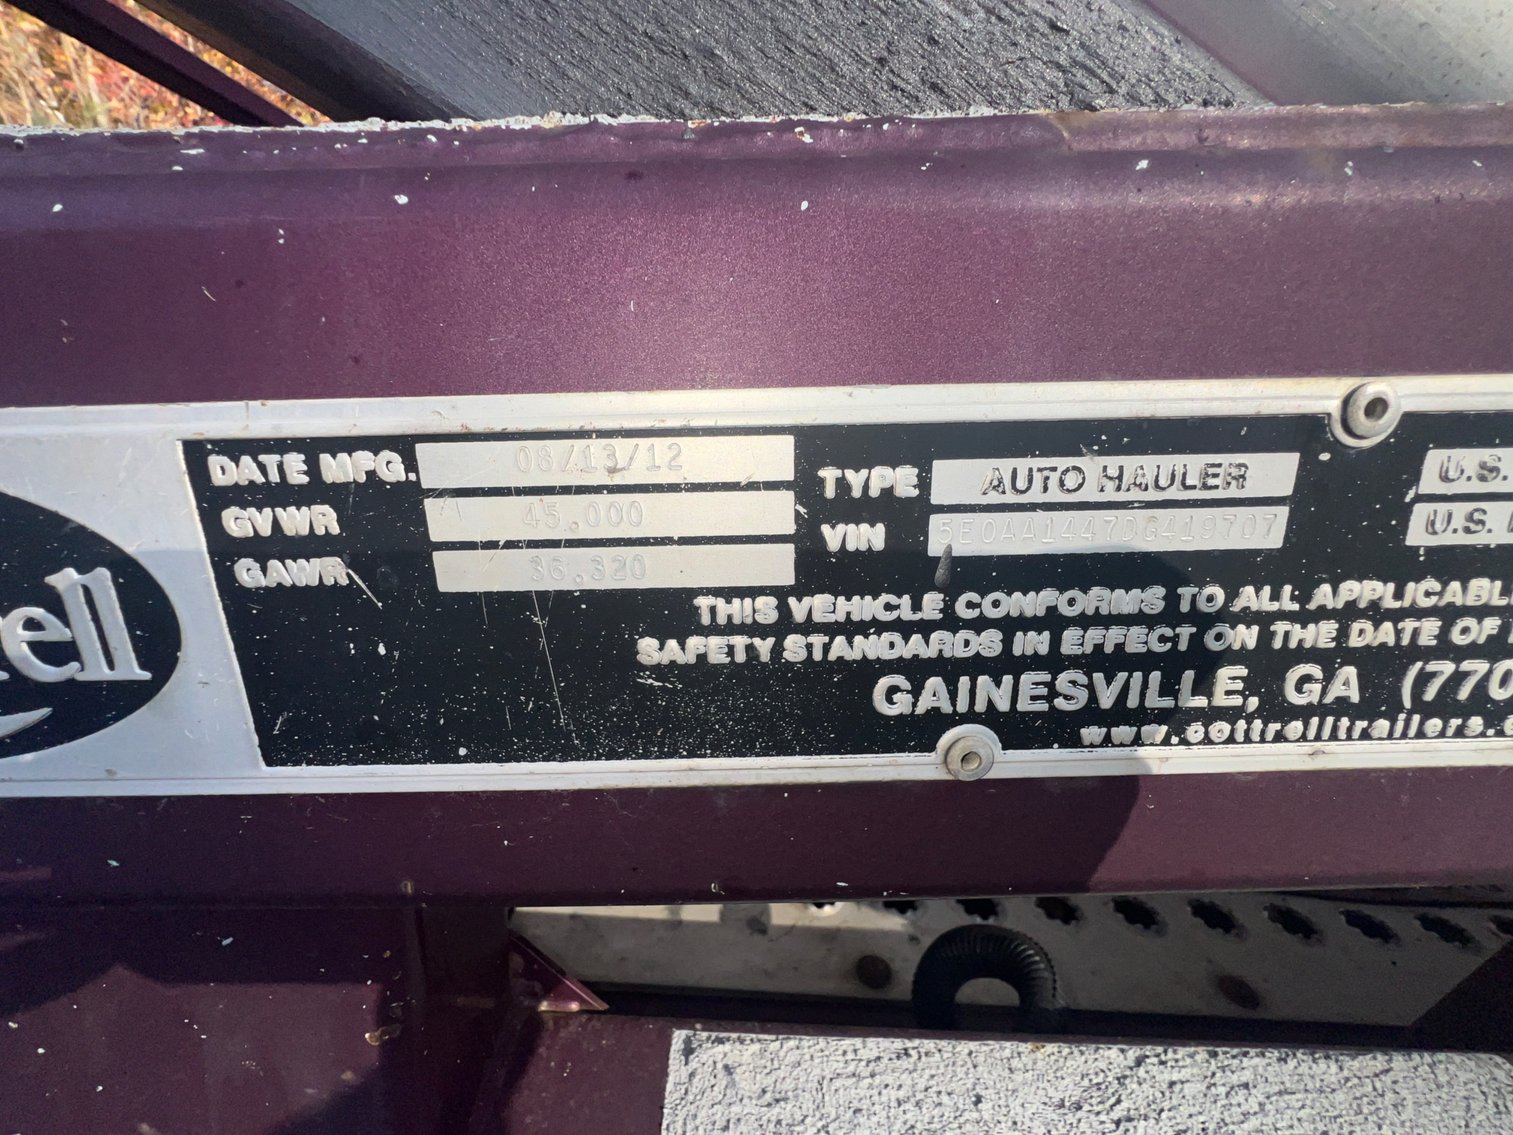 rell
DATE MFG. 08/13/12
GVWR 45,000
GAWR 36,320
TYPE AUTO HAULER
VIN 5E0AA1447DG419707
U.S.
U.S.
THIS VEHICLE CONFORMS TO ALL APPLICABL
SAFETY STANDARDS IN EFFECT ON THE DATE OF
GAINESVILLE, GA (770
www.cottrelltrailers.